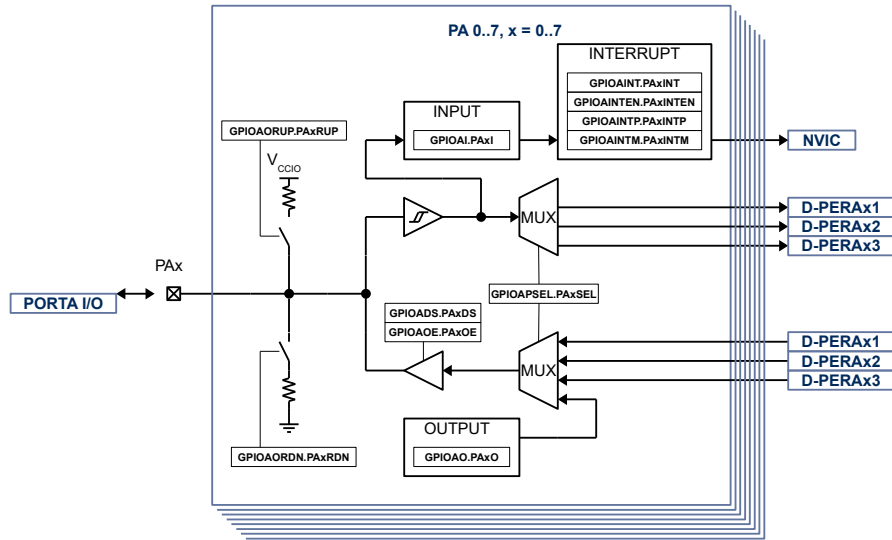 PA 0..7, x = 0..7
INTERRUPT
GPIOAINT.PAxINT
GPIOAINTEN.PAxINTEN
GPIOAINTP.PAxINTP
GPIOAINTM.PAxINTM
INPUT
GPIOAI.PAxI
NVIC
GPIOAORUP.PAxRUP
VCCIO
MUX
D-PERAx1
D-PERAx2
D-PERAx3
PAx
PORTA I/O
GPIOAPSEL.PAxSEL
GPIOADS.PAxDS
GPIOAOE.PAxOE
MUX
D-PERAx1
D-PERAx2
D-PERAx3
OUTPUT
GPIOAO.PAxO
GPIOAORDN.PAxRDN